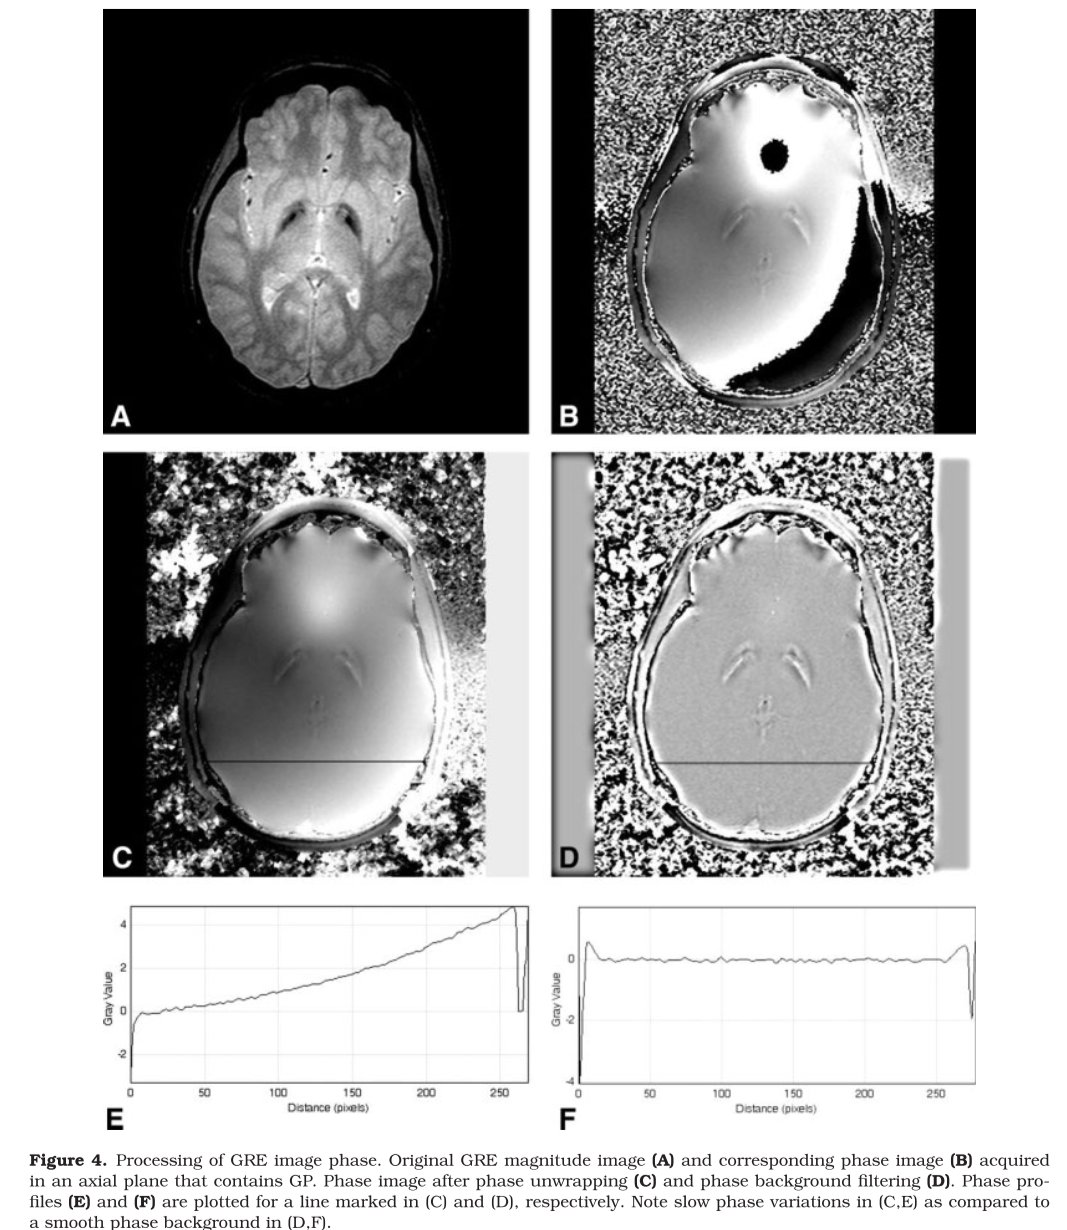 A
B
C
D
4
2
0
-2
Gray Value
0
50
100
150
200
250
Distance (pixels)
E
0
-2
-4
Gray Value
0
50
100
150
200
250
Distance (pixels)
F
Figure 4. Processing of GRE image phase. Original GRE magnitude image (A) and corresponding phase image (B) acquired
in an axial plane that contains GP. Phase image after phase unwrapping (C) and phase background filtering (D). Phase pro-
files (E) and (F) are plotted for a line marked in (C) and (D), respectively. Note slow phase variations in (C,E) as compared to
a smooth phase background in (D,F).